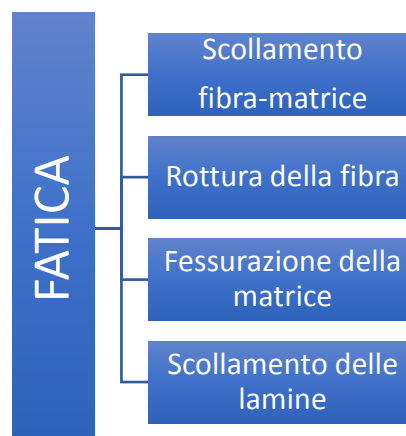 FATICA
Scollamento
fibra-matrice
Rottura della fibra
Fessurazione della
matrice
Scollamento delle
lamine